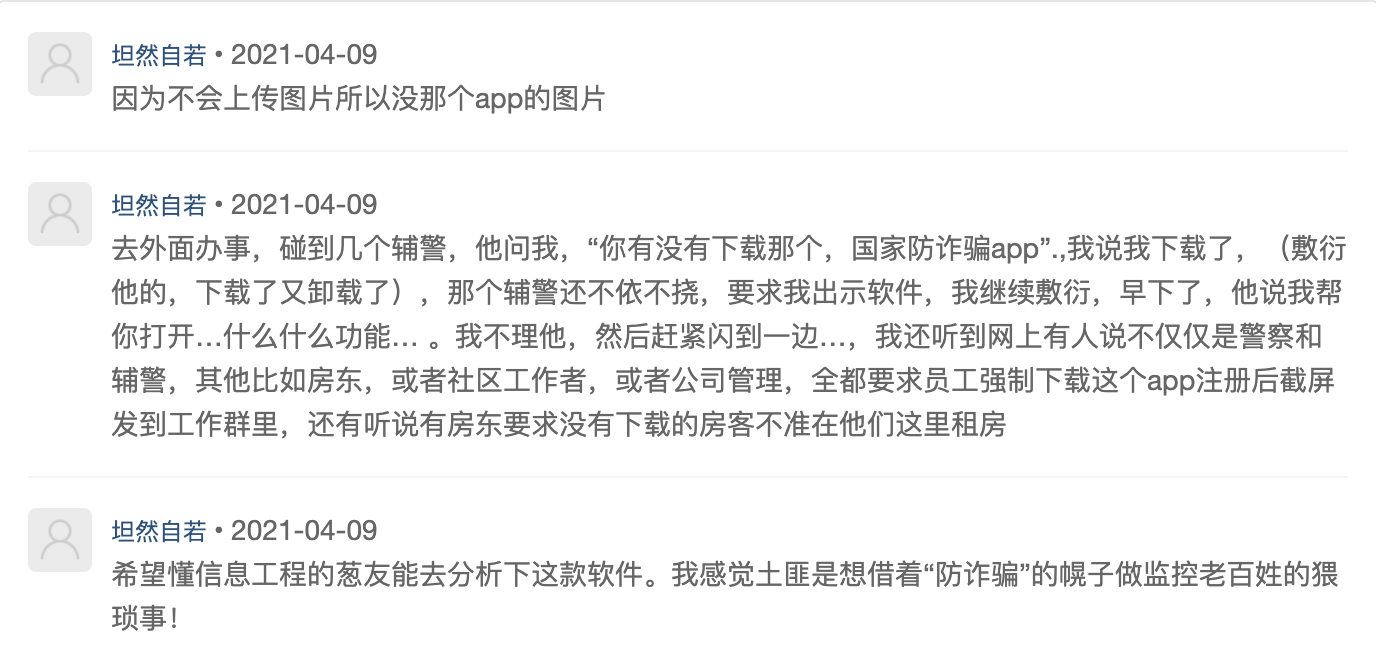 坦然自若 • 2021-04-09
因为不会上传图片所以没那个app的图片
坦然自若 • 2021-04-09
去外面办事，碰到几个辅警，他问我，“你有没有下载那个，国家防诈骗app”.,我说我下载了，（敷衍
他的，下载了又卸载了），那个辅警还不依不挠，要求我出示软件，我继续敷衍，早下了，他说我帮
你打开…什么什么功能… 。我不理他，然后赶紧闪到一边…，我还听到网上有人说不仅仅是警察和
辅警，其他比如房东，或者社区工作者，或者公司管理，全都要求员工强制下载这个app注册后截屏
发到工作群里，还有听说有房东要求没有下载的房客不准在他们这里租房
坦然自若 • 2021-04-09
希望懂信息工程的葱友能去分析下这款软件。我感觉土匪是想借着“防诈骗”的幌子做监控老百姓的猥
琐事！